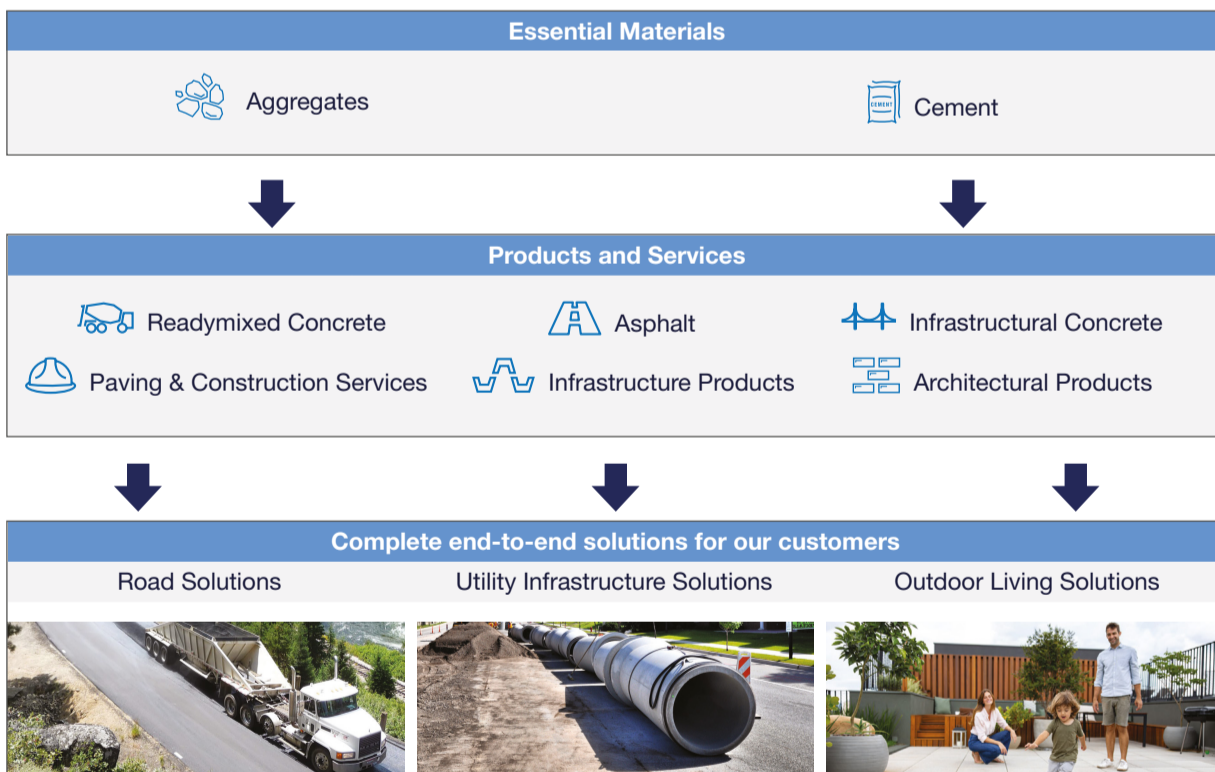 Essential Materials
Aggregates
CEMENT
Cement
Products and Services
Readymixed Concrete
Asphalt
Infrastructural Concrete
Paving & Construction Services
Infrastructure Products
Architectural Products
Complete end-to-end solutions for our customers
Road Solutions
Utility Infrastructure Solutions
Outdoor Living Solutions